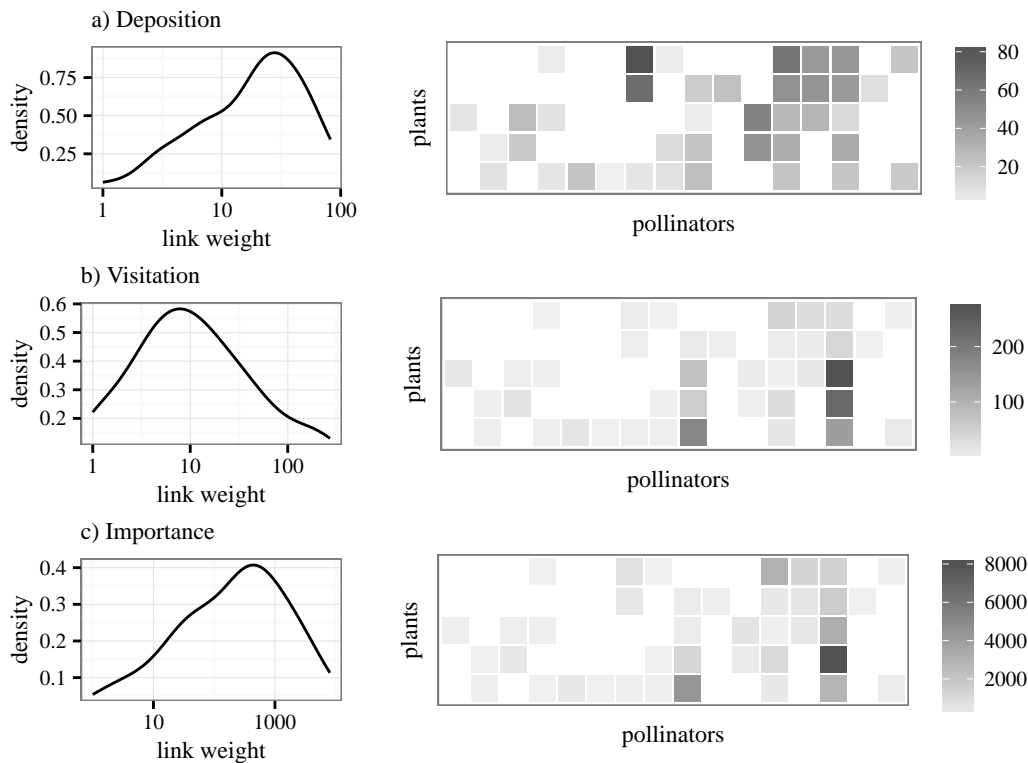 a) Deposition
density
0.75
0.50
0.25
1
10
100
link weight
plants
pollinators
80
60
40
20
b) Visitation
density
0.6
0.5
0.4
0.3
0.2
1
10
100
link weight
plants
pollinators
200
100
c) Importance
density
0.4
0.3
0.2
0.1
10
1000
link weight
plants
pollinators
8000
6000
4000
2000